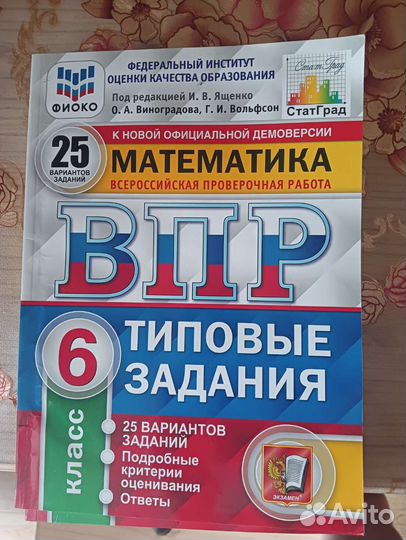 ФЕДЕРАЛЬНЫЙ ИНСТИТУТ
ОЦЕНКИ КАЧЕСТВА ОБРАЗОВАНИЯ
ФИОКО
Под редакцией И. В. Ященко
О. А. Виноградова, Г. И. Вольфсон
СтатГрад
СтатГрад
К НОВОЙ ОФИЦИАЛЬНОЙ ДЕМОВЕРСИИ
25
ВАРИАНТОВ
ЗАДАНИЙ
МАТЕМАТИКА
ВСЕРОССИЙСКАЯ ПРОВЕРОЧНАЯ РАБОТА
ВПР
6
класс
ТИПОВЫЕ
ЗАДАНИЯ
25 ВАРИАНТОВ
ЗАДАНИЙ
Подробные
критерии
оценивания
Ответы
ЭКЗАМЕН
Avito